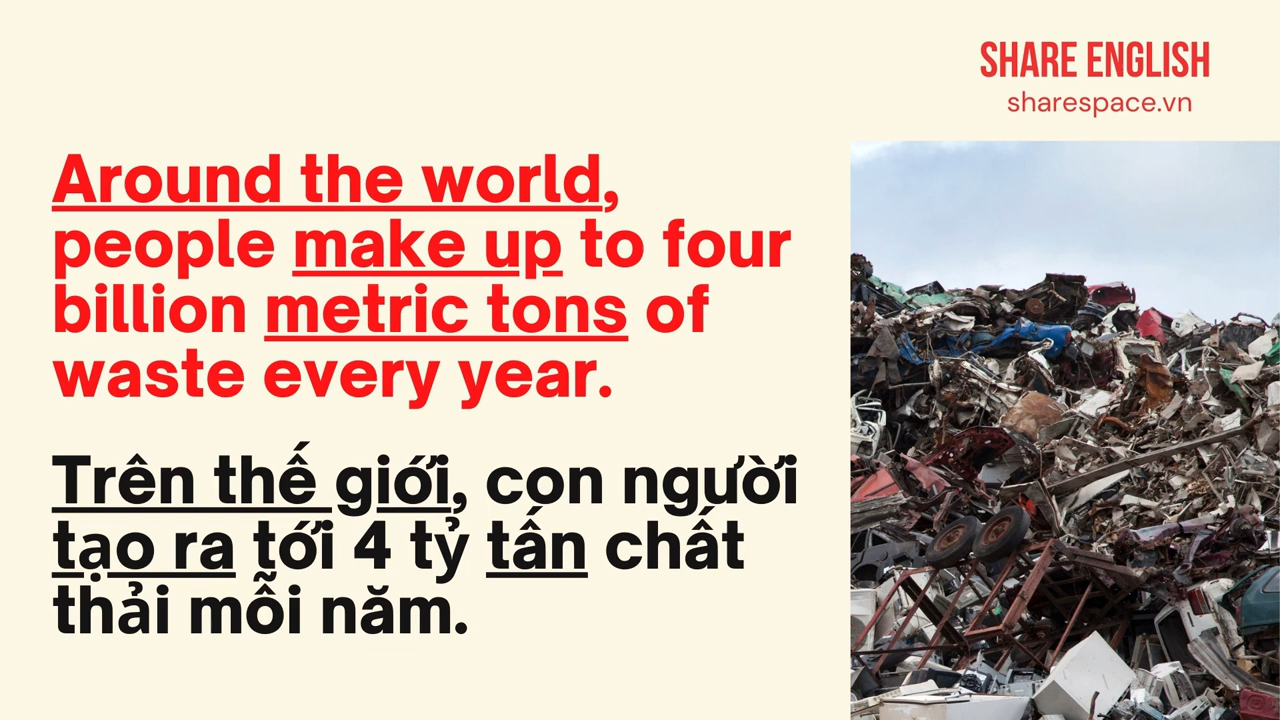 SHARE ENGLISH
sharespace.vn
Around the world,
people make up to four
billion metric tons of
waste every year.
Trên thế giới, con người
tạo ra tới 4 tỷ tấn chất
thải mỗi năm.